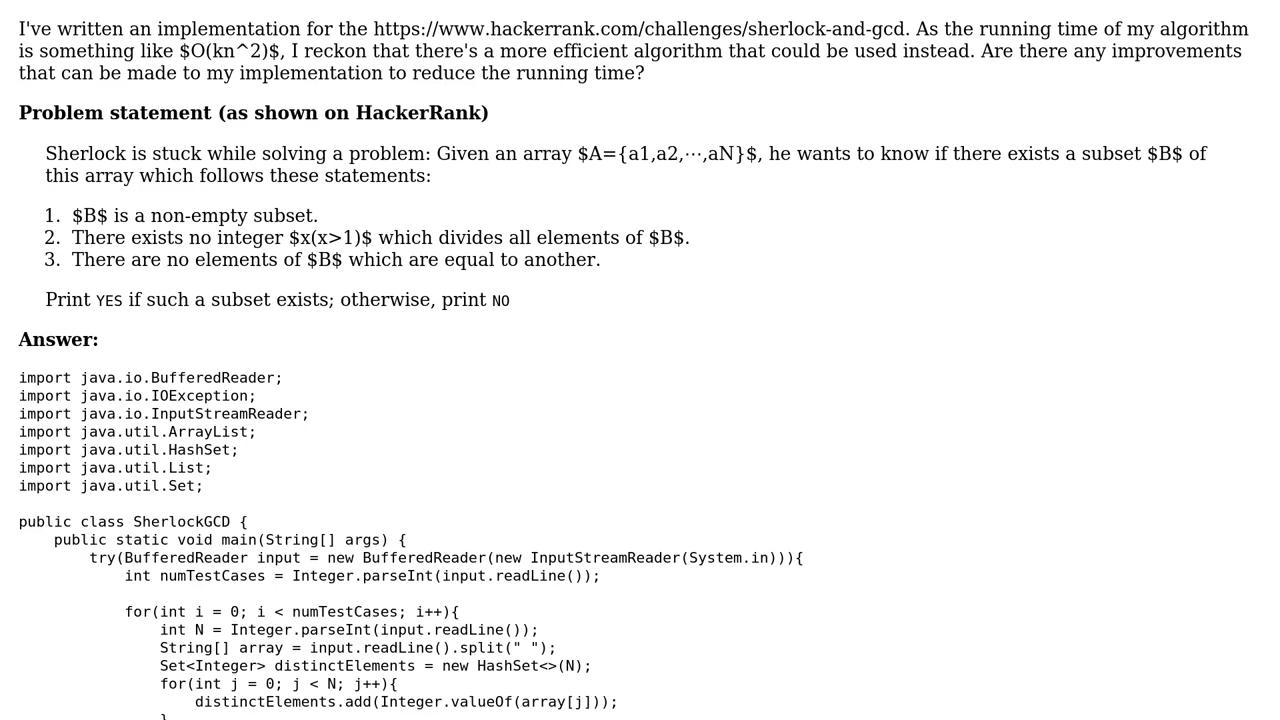 I've written an implementation for the https://www.hackerrank.com/challenges/sherlock-and-gcd. As the running time of my algorithm
is something like $O(kn^2)$, I reckon that there's a more efficient algorithm that could be used instead. Are there any improvements
that can be made to my implementation to reduce the running time?
Problem statement (as shown on HackerRank)
Sherlock is stuck while solving a problem: Given an array $A={a1,a2,⋯,aN}$, he wants to know if there exists a subset $B$ of
this array which follows these statements:
1. $B$ is a non-empty subset.
2. There exists no integer $x(x>1)$ which divides all elements of $B$.
3. There are no elements of $B$ which are equal to another.
Print YES if such a subset exists; otherwise, print NO
Answer:
import java.io.BufferedReader;
import java.io.IOException;
import java.io.InputStreamReader;
import java.util.ArrayList;
import java.util.HashSet;
import java.util.List;
import java.util.Set;
public class SherlockGCD {
    public static void main(String[] args) {
        try(BufferedReader input = new BufferedReader(new InputStreamReader(System.in))){
            int numTestCases = Integer.parseInt(input.readLine());
            for(int i = 0; i < numTestCases; i++){
                int N = Integer.parseInt(input.readLine());
                String[] array = input.readLine().split(" ");
                Set<Integer> distinctElements = new HashSet<>(N);
                for(int j = 0; j < N; j++){
                    distinctElements.add(Integer.valueOf(array[j]));
                }